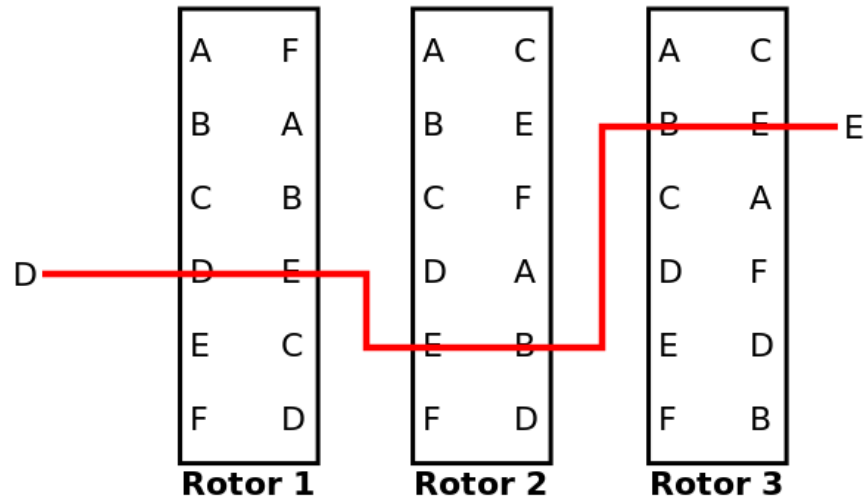 A F A C A C
B A B E B E E
C B C F C A
D D E D A D F
E C E B E D
F D F D F B
Rotor 1 Rotor 2 Rotor 3